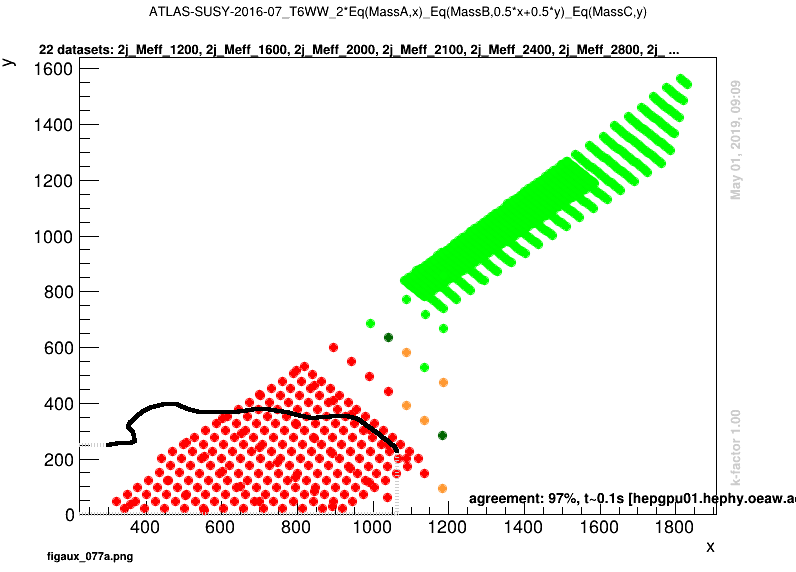 ATLAS-SUSY-2016-07_T6WW_2*Eq(MassA,x)_Eq(MassB,0.5*x+0.5*y)_Eq(MassC,y)
22 datasets: 2j_Meff_1200, 2j_Meff_1600, 2j_Meff_2000, 2j_Meff_2100, 2j_Meff_2400, 2j_Meff_2800, 2j_ ...
y
1600
1400
1200
1000
800
600
400
200
0
400 600 800 1000 1200 1400 1600 1800
x
May 01, 2019, 09:09
k-factor 1.00
agreement: 97%, t~0.1s [hepgpu01.hephy.oeaw.a
figaux_077a.png